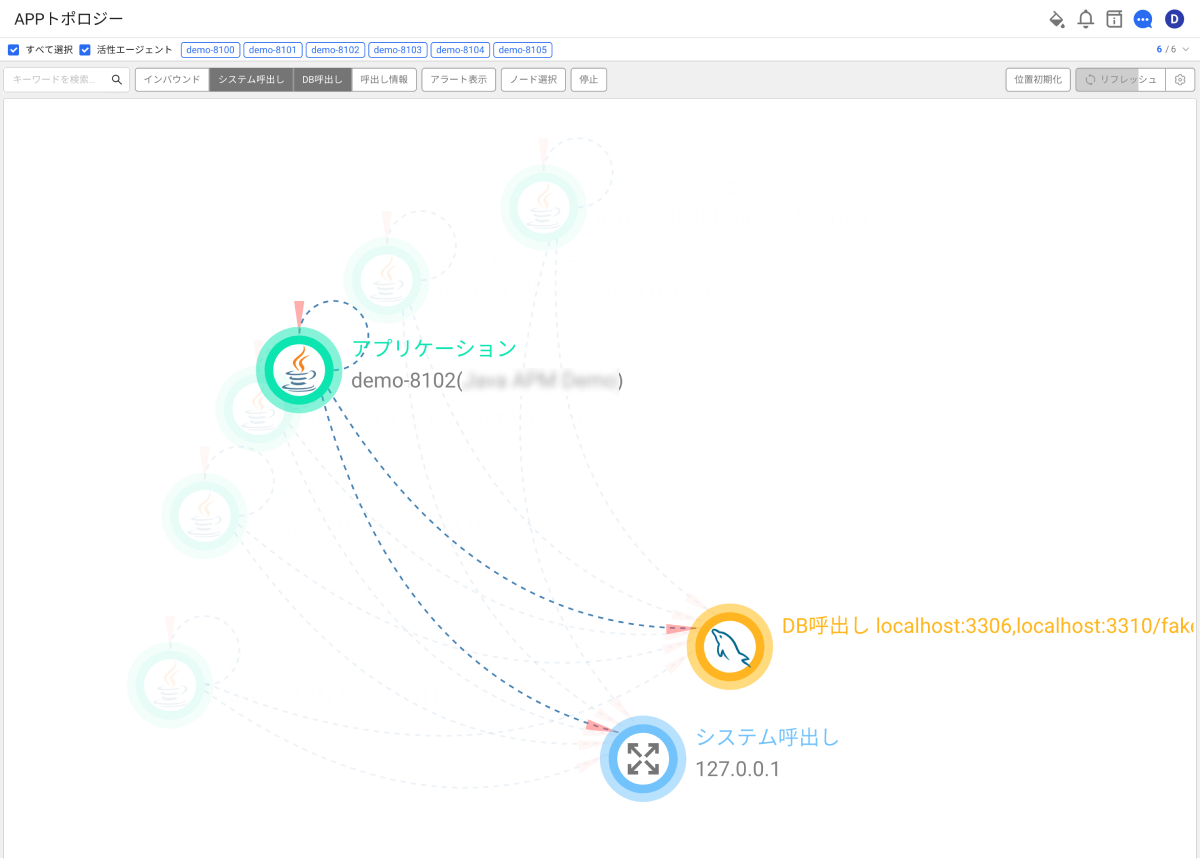 APPトポロジー
D
すべて選択 活性エージェント demo-8100 demo-8101 demo-8102 demo-8103 demo-8104 demo-8105 6 / 6
キーワードを検索... インバウンド システム呼出し DB呼出し 呼出し情報 アラート表示 ノード選択 停止 位置初期化 リフレッシュ
アプリケーション
demo-8102(Java APM Demo)
DB呼出し localhost:3306,localhost:3310/fake
システム呼出し
127.0.0.1